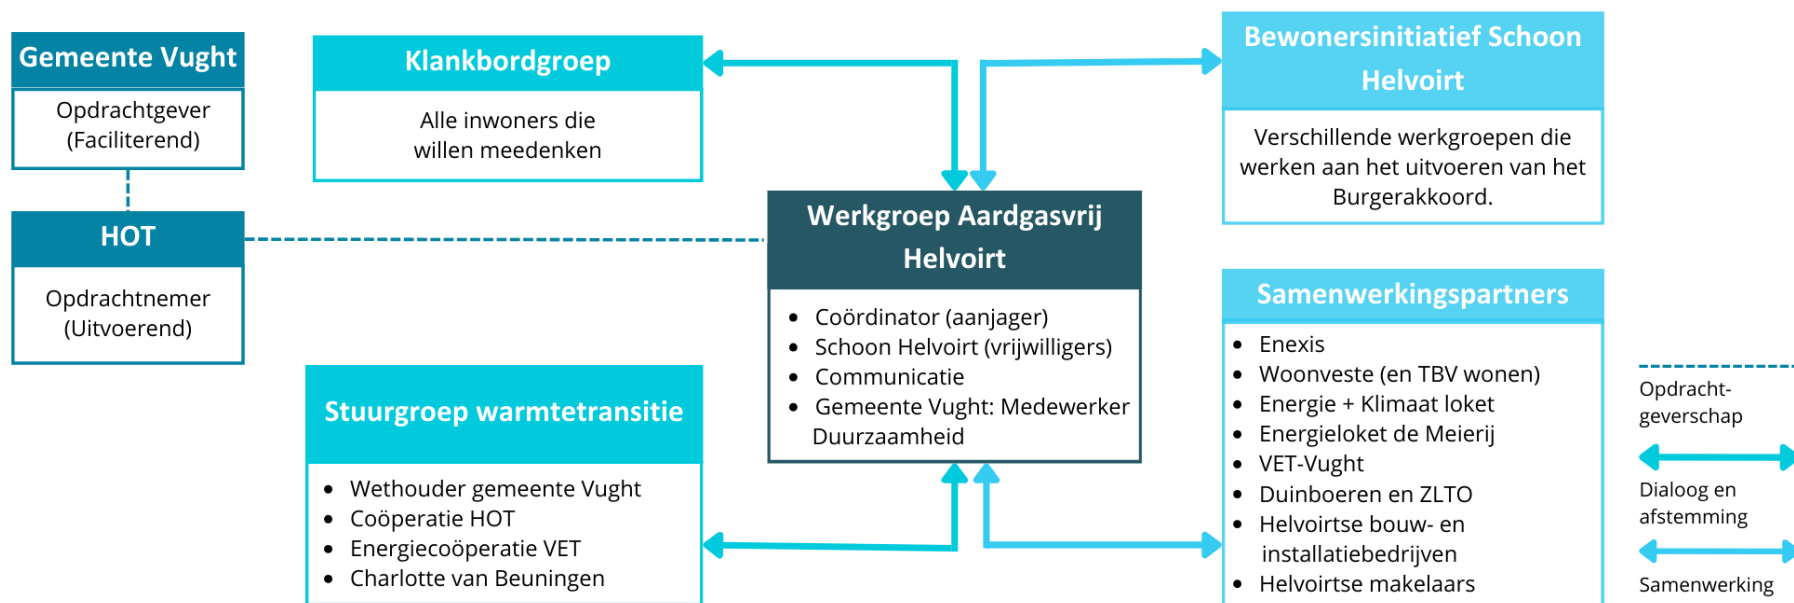 Gemeente Vught
Opdrachtgever
(Faciliterend)
HOT
Opdrachtnemer
(Uitvoerend)
Klankbordgroep
Alle inwoners die
willen meedenken
Stuurgroep warmtetransitie
• Wethouder gemeente Vught
• Coöperatie HOT
• Energiecoöperatie VET
• Charlotte van Beuningen
Werkgroep Aardgasvrij
Helvoirt
• Coördinator (aanjager)
• Schoon Helvoirt (vrijwilligers)
• Communicatie
• Gemeente Vught: Medewerker
Duurzaamheid
Bewonersinitiatief Schoon
Helvoirt
Verschillende werkgroepen die
werken aan het uitvoeren van het
Burgerakkoord.
Samenwerkingspartners
• Enexis
• Woonveste (en TBV wonen)
• Energie + Klimaat loket
• Energieloket de Meierij
• VET-Vught
• Duinboeren en ZLTO
• Helvoirtse bouw- en
installatiebedrijven
• Helvoirtse makelaars
Opdracht-
geverschap
Dialoog en
afstemming
Samenwerking